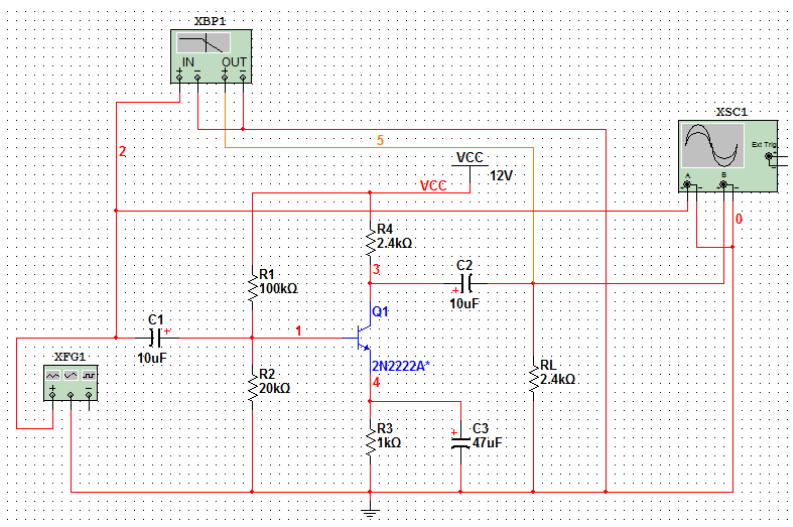 XBP1
IN OUT
XSC1
Ext Trig
A B
2
5
VCC
12V
VCC
0
R4
2.4kΩ
3
C2
10uF
R1
100kΩ
Q1
C1
10uF
1
2N2222A*
XFG1
R2
20kΩ
4
RL
2.4kΩ
R3
1kΩ
C3
47uF